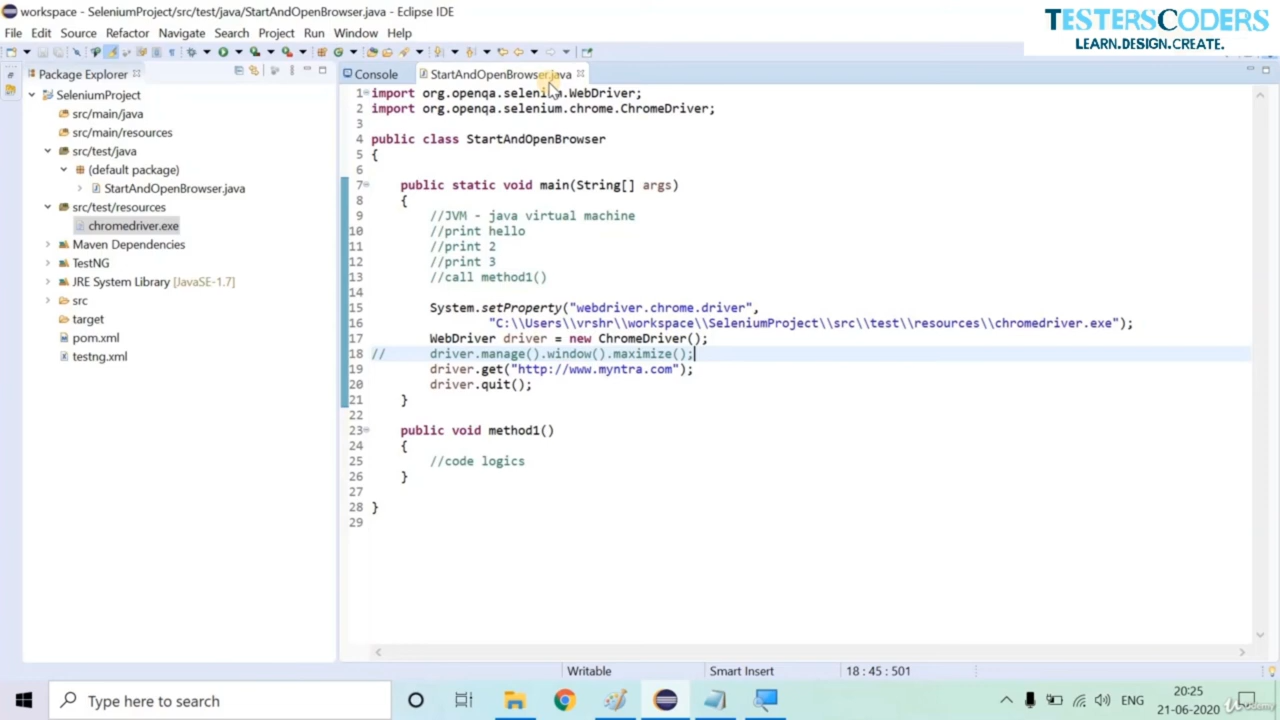 workspace - SeleniumProject/src/test/java/StartAndOpenBrowser.java - Eclipse IDE
TESTERSCODERS
LEARN.DESIGN.CREATE.
File Edit Source Refactor Navigate Search Project Run Window Help
Package Explorer
Console
StartAndOpenBrowser.java
SeleniumProject
src/main/java
src/main/resources
src/test/java
(default package)
StartAndOpenBrowser.java
src/test/resources
chromedriver.exe
Maven Dependencies
TestNG
JRE System Library [JavaSE-1.7]
src
target
pom.xml
testng.xml
1 import org.openqa.selenium.WebDriver;
2 import org.openqa.selenium.chrome.ChromeDriver;
3
4 public class StartAndOpenBrowser
5 {
6
7 public static void main(String[] args)
8 {
9 //JVM - java virtual machine
10 //print hello
11 //print 2
12 //print 3
13 //call method1()
14
15 System.setProperty("webdriver.chrome.driver",
16 "C:\\Users\\vrshr\\workspace\\SeleniumProject\\src\\test\\resources\\chromedriver.exe");
17 WebDriver driver = new ChromeDriver();
18 // driver.manage().window().maximize();
19 driver.get("http://www.myntra.com");
20 driver.quit();
21 }
22
23 public void method1()
24 {
25 //code logics
26 }
27
28 }
29
Writable
Smart Insert
18 : 45 : 501
Type here to search
ENG
20:25
21-06-2020
Udemy